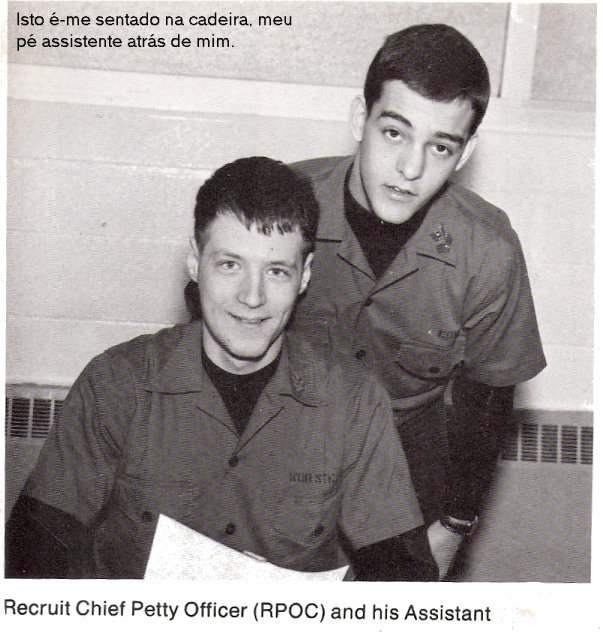 Isto é-me sentado na cadeira, meu
pé assistente atrás de mim.
Recruit Chief Petty Officer (RPOC) and his Assistant